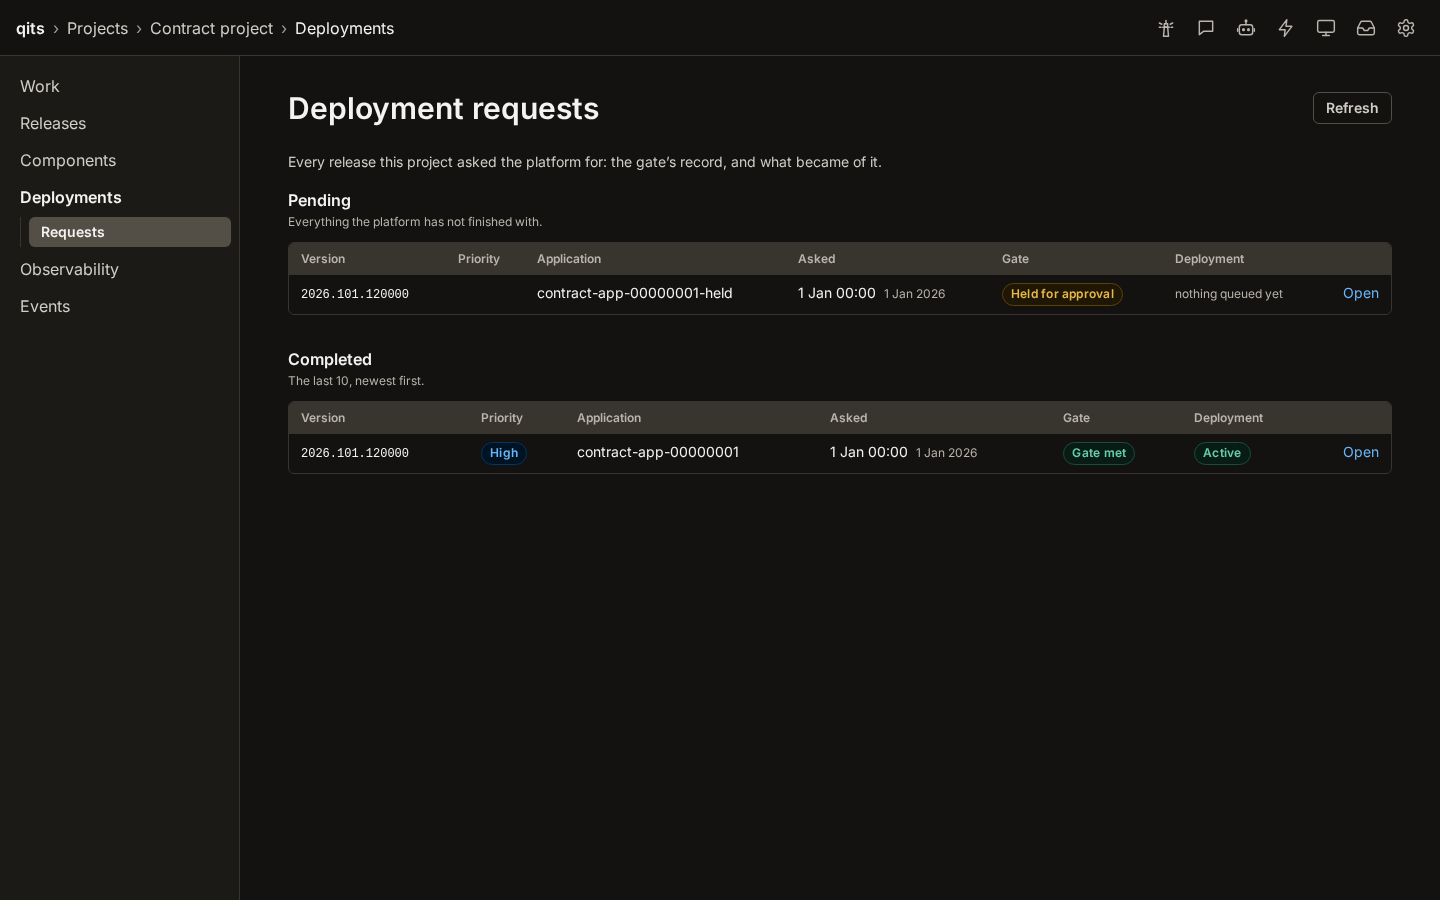 qits › Projects › Contract project › Deployments
Work
Releases
Components
Deployments
Requests
Observability
Events
Deployment requests
Refresh
Every release this project asked the platform for: the gate’s record, and what became of it.
Pending
Everything the platform has not finished with.
Version Priority Application Asked Gate Deployment
2026.101.120000 contract-app-00000001-held 1 Jan 00:00 1 Jan 2026 Held for approval nothing queued yet Open
Completed
The last 10, newest first.
Version Priority Application Asked Gate Deployment
2026.101.120000 High contract-app-00000001 1 Jan 00:00 1 Jan 2026 Gate met Active Open